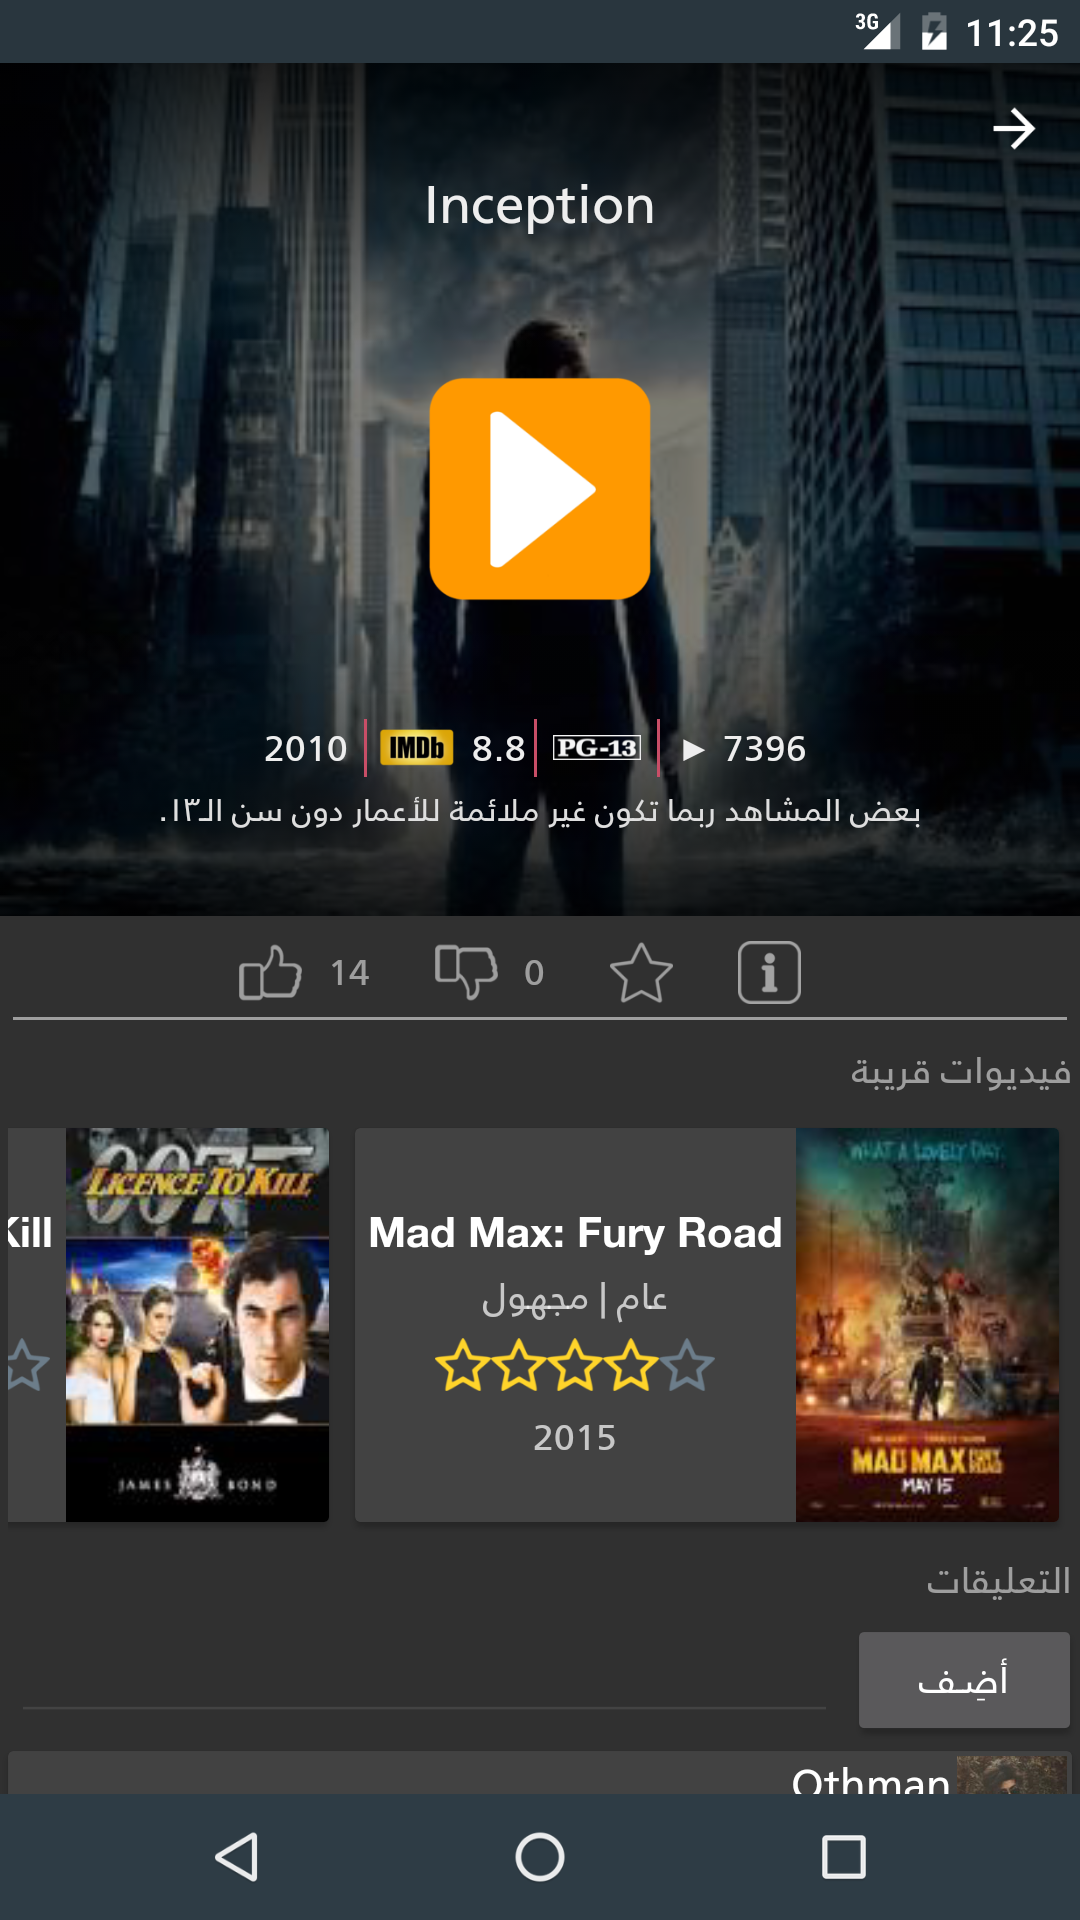 3G 11:25
Inception
2010 IMDb 8.8 PG-13 7396
بعض المشاهد ربما تكون غير ملائمة للأعمار دون سن الـ١٣.
14 0
فيديوات قريبة
Kill
007
LICENCE TO KILL
JAMES BOND
Mad Max: Fury Road
عام | مجهول
2015
WHAT A LOVELY DAY.
MAD MAX FURY ROAD
MAY 15
التعليقات
أضِف
Othman